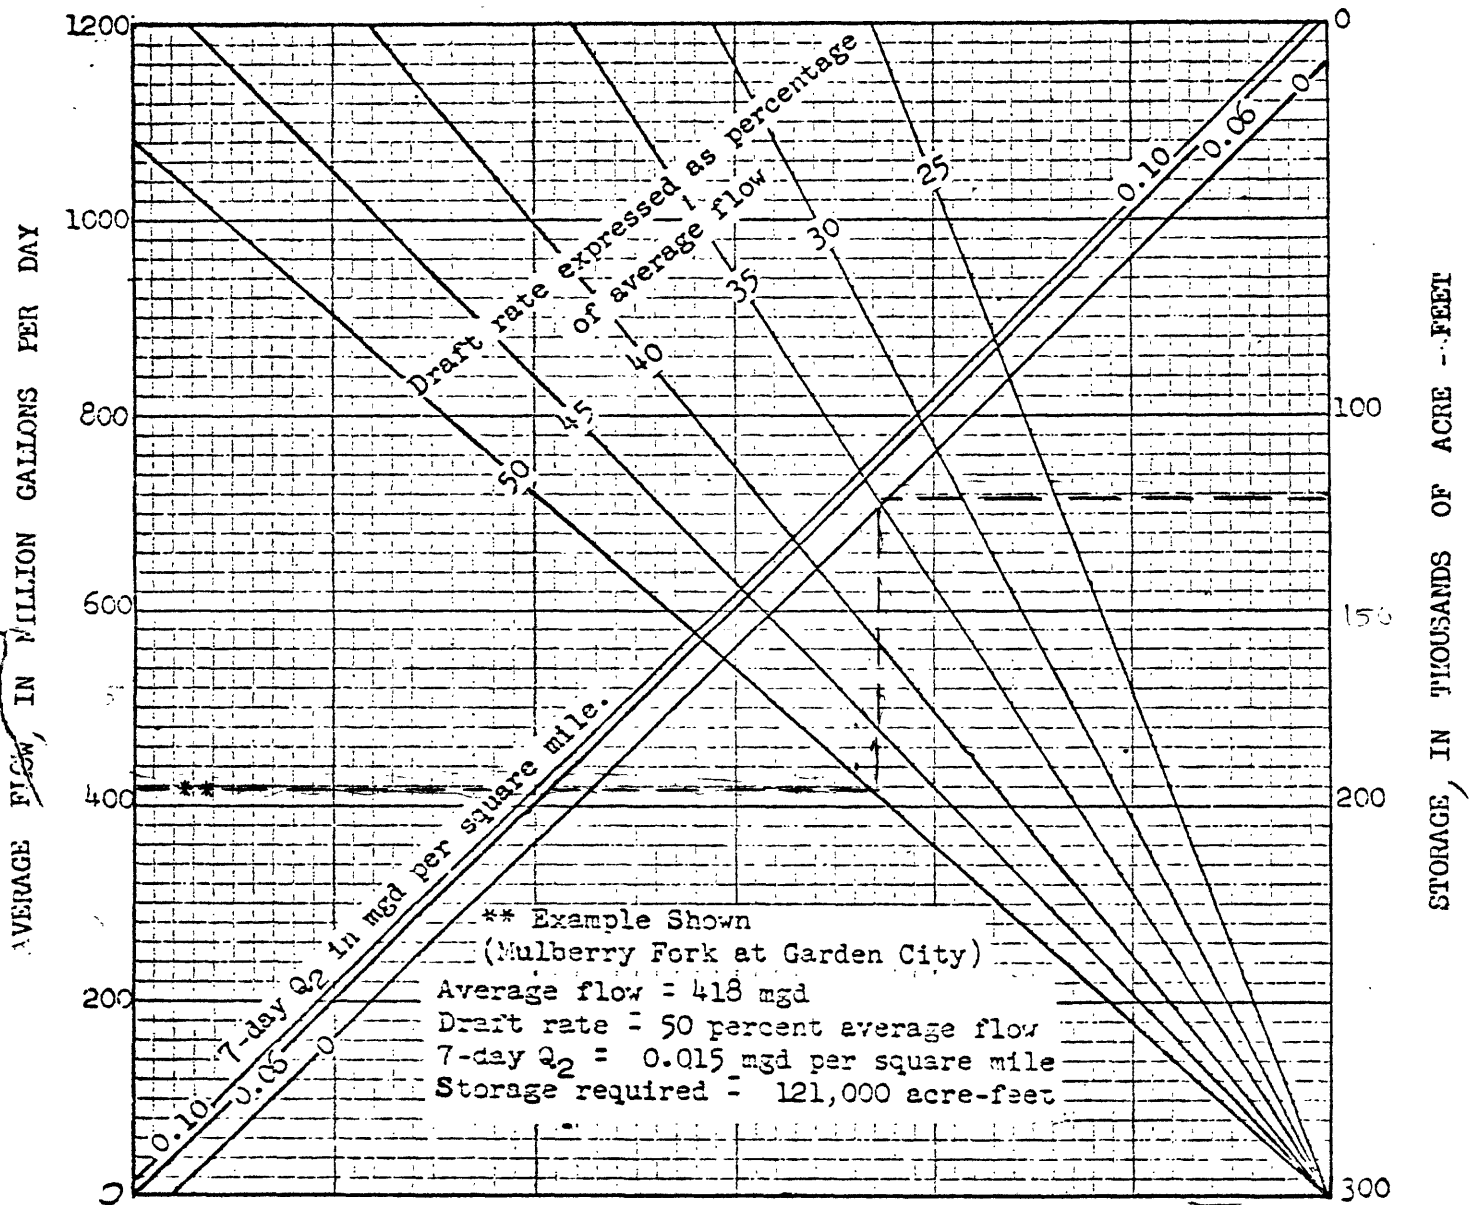 1200
1000
800
600
400
200
0
AVERAGE FLOW, IN MILLION GALLONS PER DAY
0
100
150
200
300
STORAGE, IN THOUSANDS OF ACRE -FEET
Draft rate expressed as percentage
of average flow
50
45
40
35
30
25
0.10
0.06
0
7-day Q2 in mgd per square mile.
0.10
0.06
0
**
** Example Shown
(Mulberry Fork at Garden City)
Average flow = 418 mgd
Draft rate = 50 percent average flow
7-day Q2 = 0.015 mgd per square mile
Storage required = 121,000 acre-feet